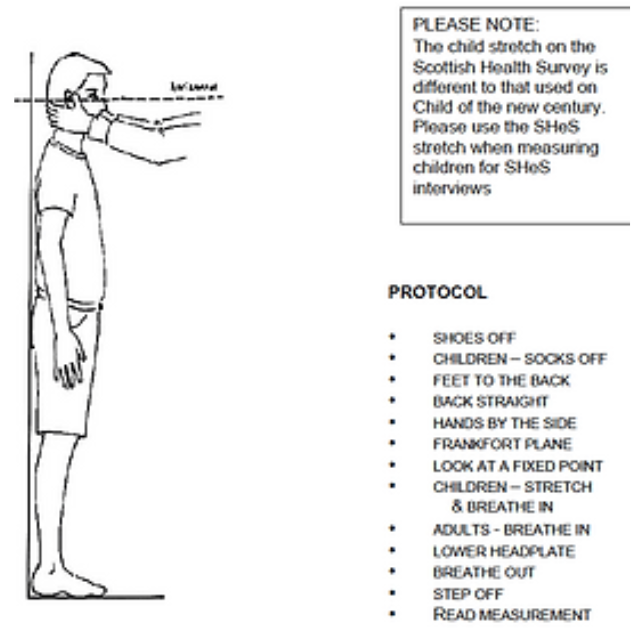 PLEASE NOTE:
The child stretch on the
Scottish Health Survey is
different to that used on
Child of the new century.
Please use the SHeS
stretch when measuring
children for SHeS
interviews
PROTOCOL
• SHOES OFF
• CHILDREN – SOCKS OFF
• FEET TO THE BACK
• BACK STRAIGHT
• HANDS BY THE SIDE
• FRANKFORT PLANE
• LOOK AT A FIXED POINT
• CHILDREN – STRETCH
& BREATHE IN
• ADULTS - BREATHE IN
• LOWER HEADPLATE
• BREATHE OUT
• STEP OFF
• READ MEASUREMENT